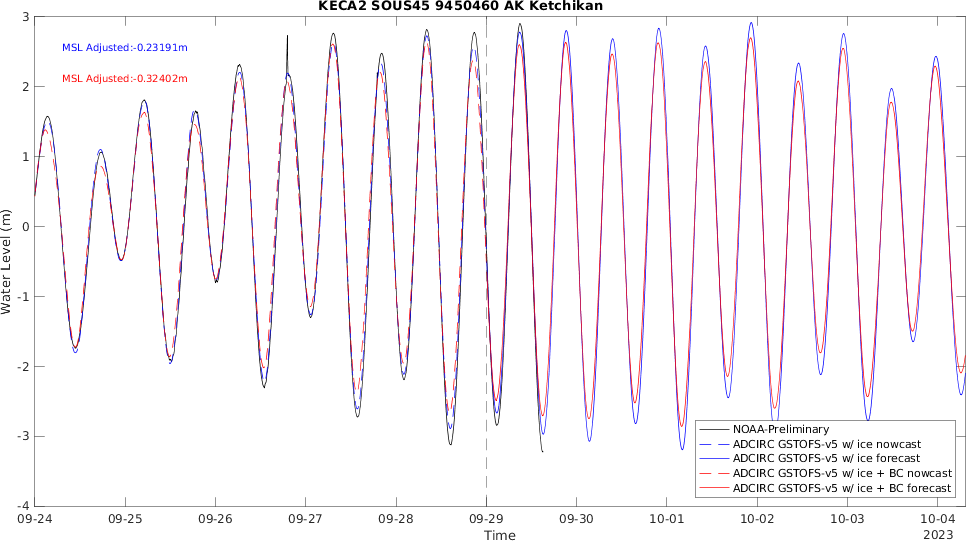 KECA2 SOUS45 9450460 AK Ketchikan
MSL Adjusted:-0.23191m
MSL Adjusted:-0.32402m
Water Level (m)
3
2
1
0
-1
-2
-3
-4
NOAA-Preliminary
ADCIRC GSTOFS-v5 w/ ice nowcast
ADCIRC GSTOFS-v5 w/ ice forecast
ADCIRC GSTOFS-v5 w/ ice + BC nowcast
ADCIRC GSTOFS-v5 w/ ice + BC forecast
09-24 09-25 09-26 09-27 09-28 09-29 09-30 10-01 10-02 10-03 10-04
Time
2023